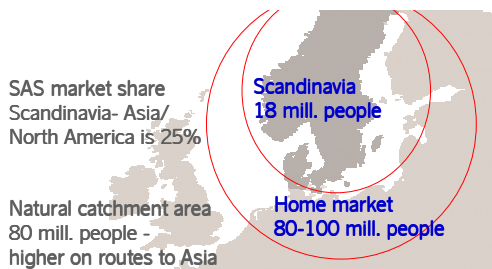 SAS market share
Scandinavia- Asia/
North America is 25%
Scandinavia
18 mill. people
Natural catchment area
80 mill. people -
higher on routes to Asia
Home market
80-100 mill. people